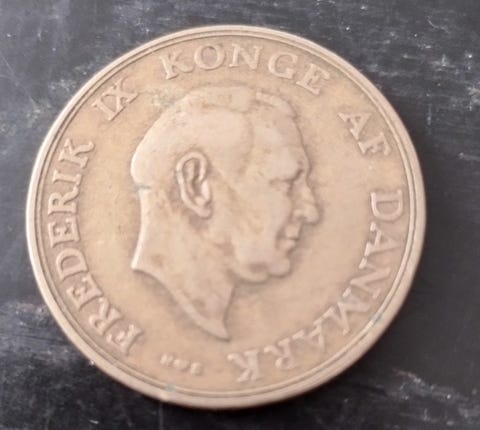 FREDERIK IX KONGE AF DANMARK